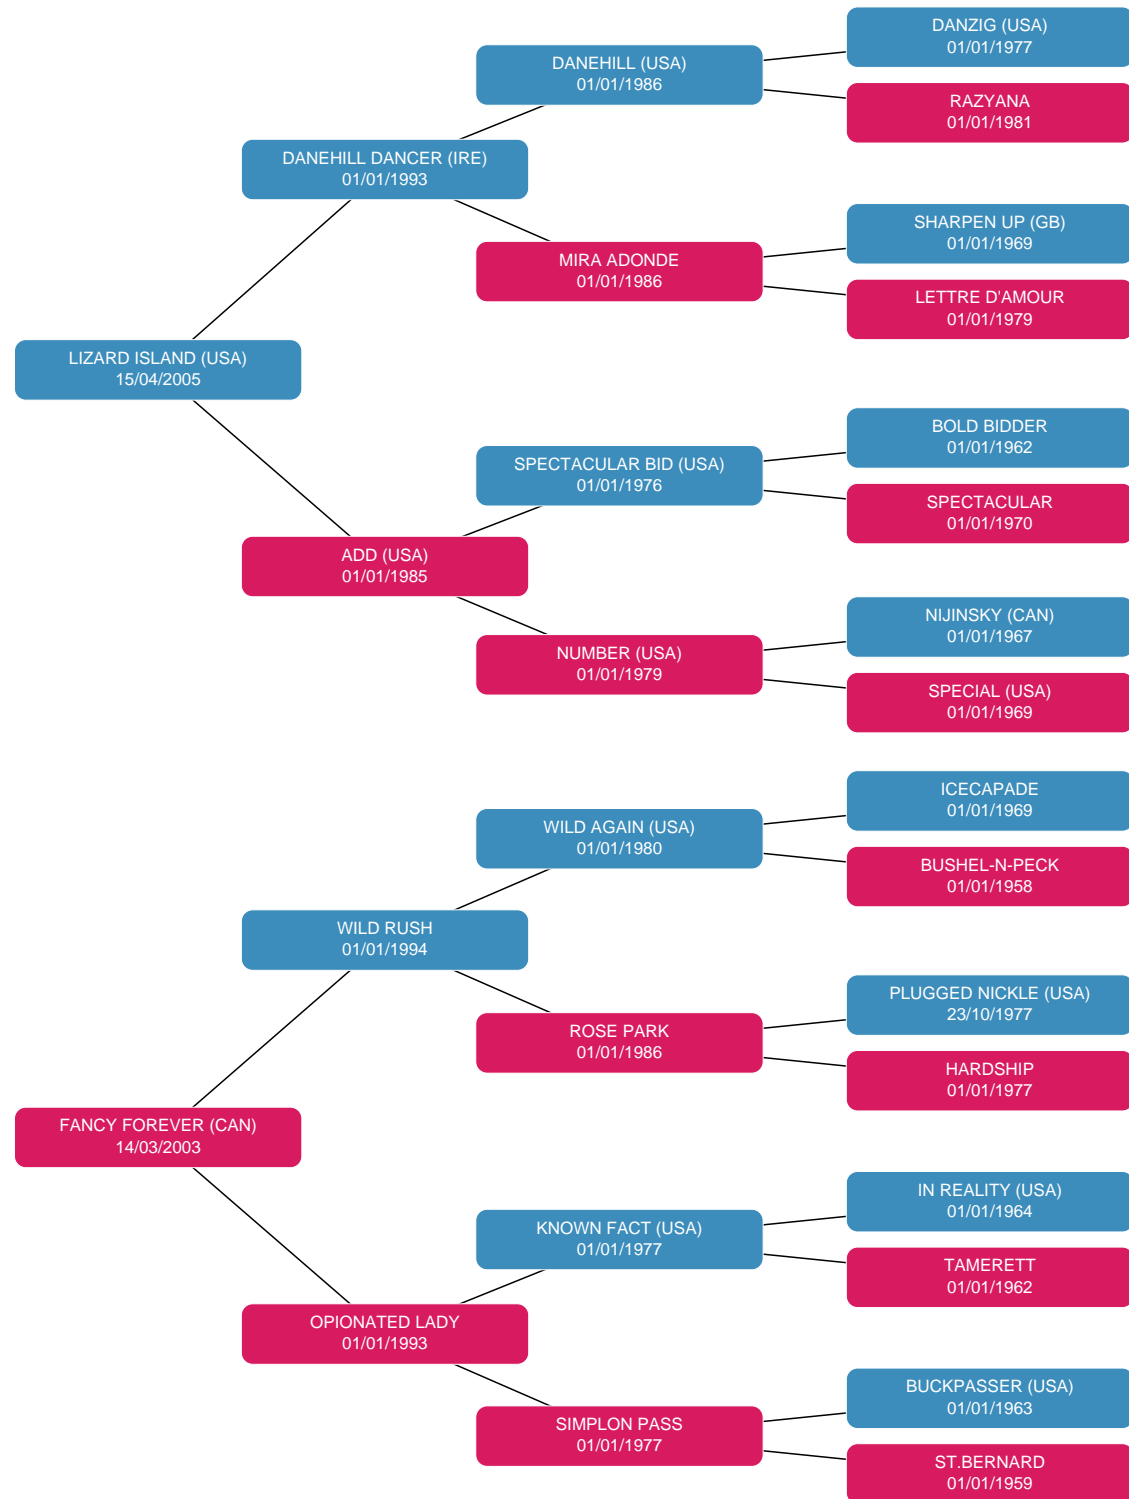 DANZIG (USA)
01/01/1977
DANEHILL (USA)
01/01/1986
RAZYANA
01/01/1981
DANEHILL DANCER (IRE)
01/01/1993
SHARPEN UP (GB)
01/01/1969
MIRA ADONDE
01/01/1986
LETTRE D'AMOUR
01/01/1979
LIZARD ISLAND (USA)
15/04/2005
BOLD BIDDER
01/01/1962
SPECTACULAR BID (USA)
01/01/1976
SPECTACULAR
01/01/1970
ADD (USA)
01/01/1985
NIJINSKY (CAN)
01/01/1967
NUMBER (USA)
01/01/1979
SPECIAL (USA)
01/01/1969
ICECAPADE
01/01/1969
WILD AGAIN (USA)
01/01/1980
BUSHEL-N-PECK
01/01/1958
WILD RUSH
01/01/1994
PLUGGED NICKLE (USA)
23/10/1977
ROSE PARK
01/01/1986
HARDSHIP
01/01/1977
FANCY FOREVER (CAN)
14/03/2003
IN REALITY (USA)
01/01/1964
KNOWN FACT (USA)
01/01/1977
TAMERETT
01/01/1962
OPIONATED LADY
01/01/1993
BUCKPASSER (USA)
01/01/1963
SIMPLON PASS
01/01/1977
ST.BERNARD
01/01/1959